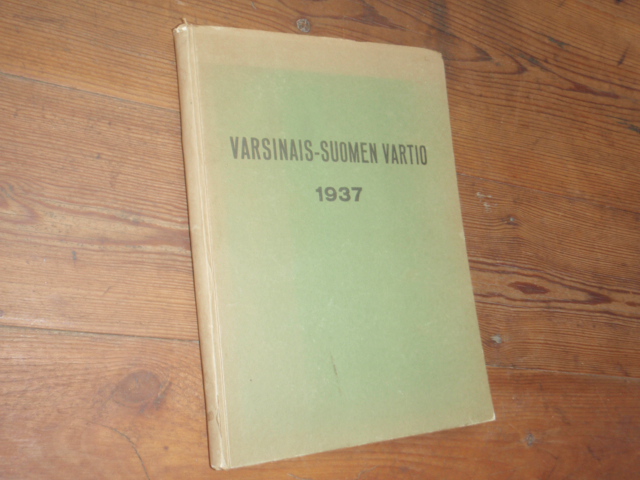 VARSINAIS-SUOMEN VARTIO
1937